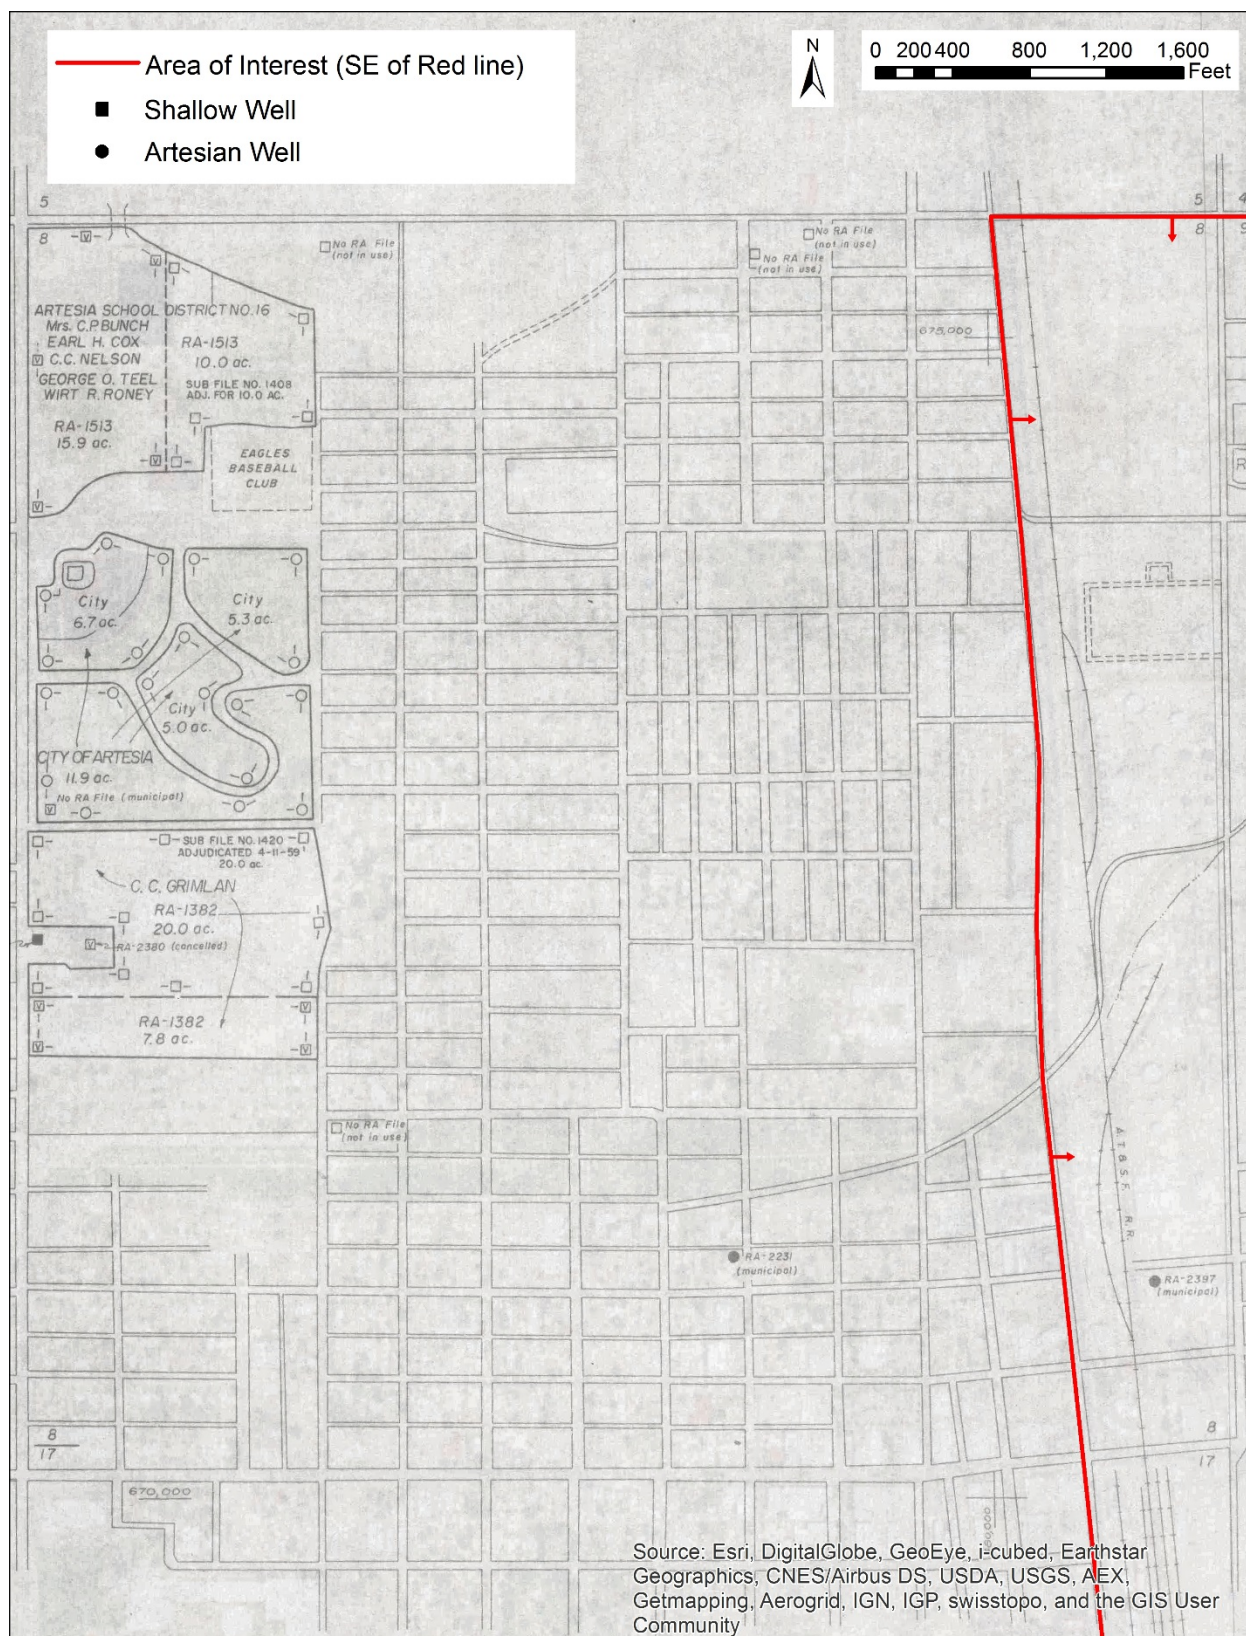 Area of Interest (SE of Red line)
Shallow Well
Artesian Well
N
0 200 400 800 1,200 1,600
Feet
5
8
5 4
8 9
No RA File
(not in use)
No RA File
(not in use)
No RA File
(not in use)
675,000
ARTESIA SCHOOL DISTRICT NO. 16
Mrs. C.P. BUNCH
EARL H. COX
C.C. NELSON
GEORGE O. TEEL
WIRT R. RONEY
RA-1513
10.0 ac.
SUB FILE NO. 1408
ADJ. FOR 10.0 AC.
RA-1513
15.9 ac.
EAGLES
BASEBALL
CLUB
R
City
6.7 ac.
City
5.3 ac.
City
5.0 ac.
CITY OF ARTESIA
11.9 ac.
No RA File (municipal)
SUB FILE NO. 1420
ADJUDICATED 4-11-59
20.0 ac.
C. C. GRIMLAN
RA-1382
20.0 ac.
RA-2380 (cancelled)
RA-1382
7.8 ac.
No RA File
(not in use)
A.T. & S.F. R.R.
RA-2231
(municipal)
RA-2397
(municipal)
8
17
8
17
670,000
Source: Esri, DigitalGlobe, GeoEye, i-cubed, Earthstar
Geographics, CNES/Airbus DS, USDA, USGS, AEX,
Getmapping, Aerogrid, IGN, IGP, swisstopo, and the GIS User
Community